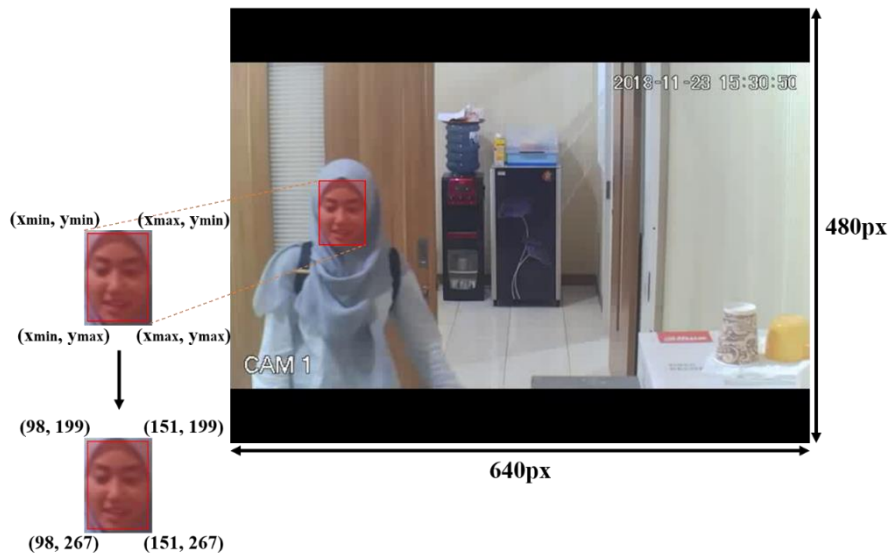 2018-11-23 15:30:50
(xmin, ymin)
(xmax, ymin)
480px
(xmin, ymax)
(xmax, ymax)
CAM 1
(98, 199)
(151, 199)
640px
(98, 267)
(151, 267)